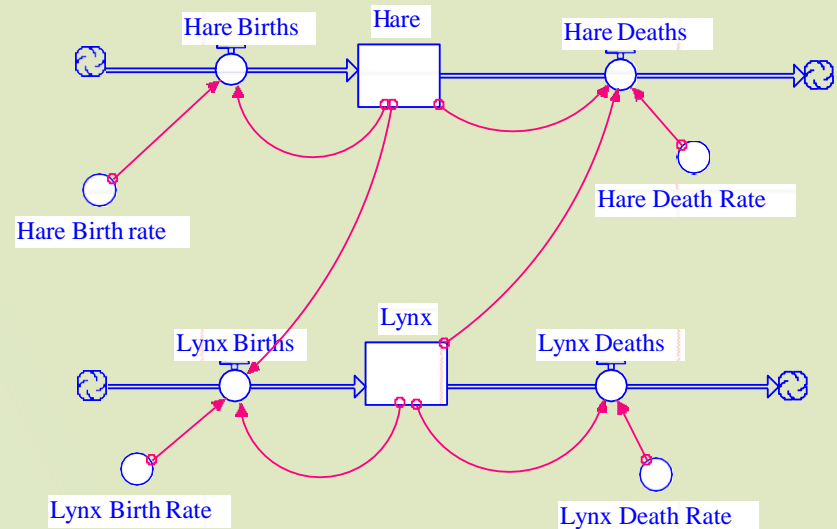 Hare Births
Hare
Hare Deaths
Hare Birth rate
Hare Death Rate
Lynx Births
Lynx
Lynx Deaths
Lynx Birth Rate
Lynx Death Rate